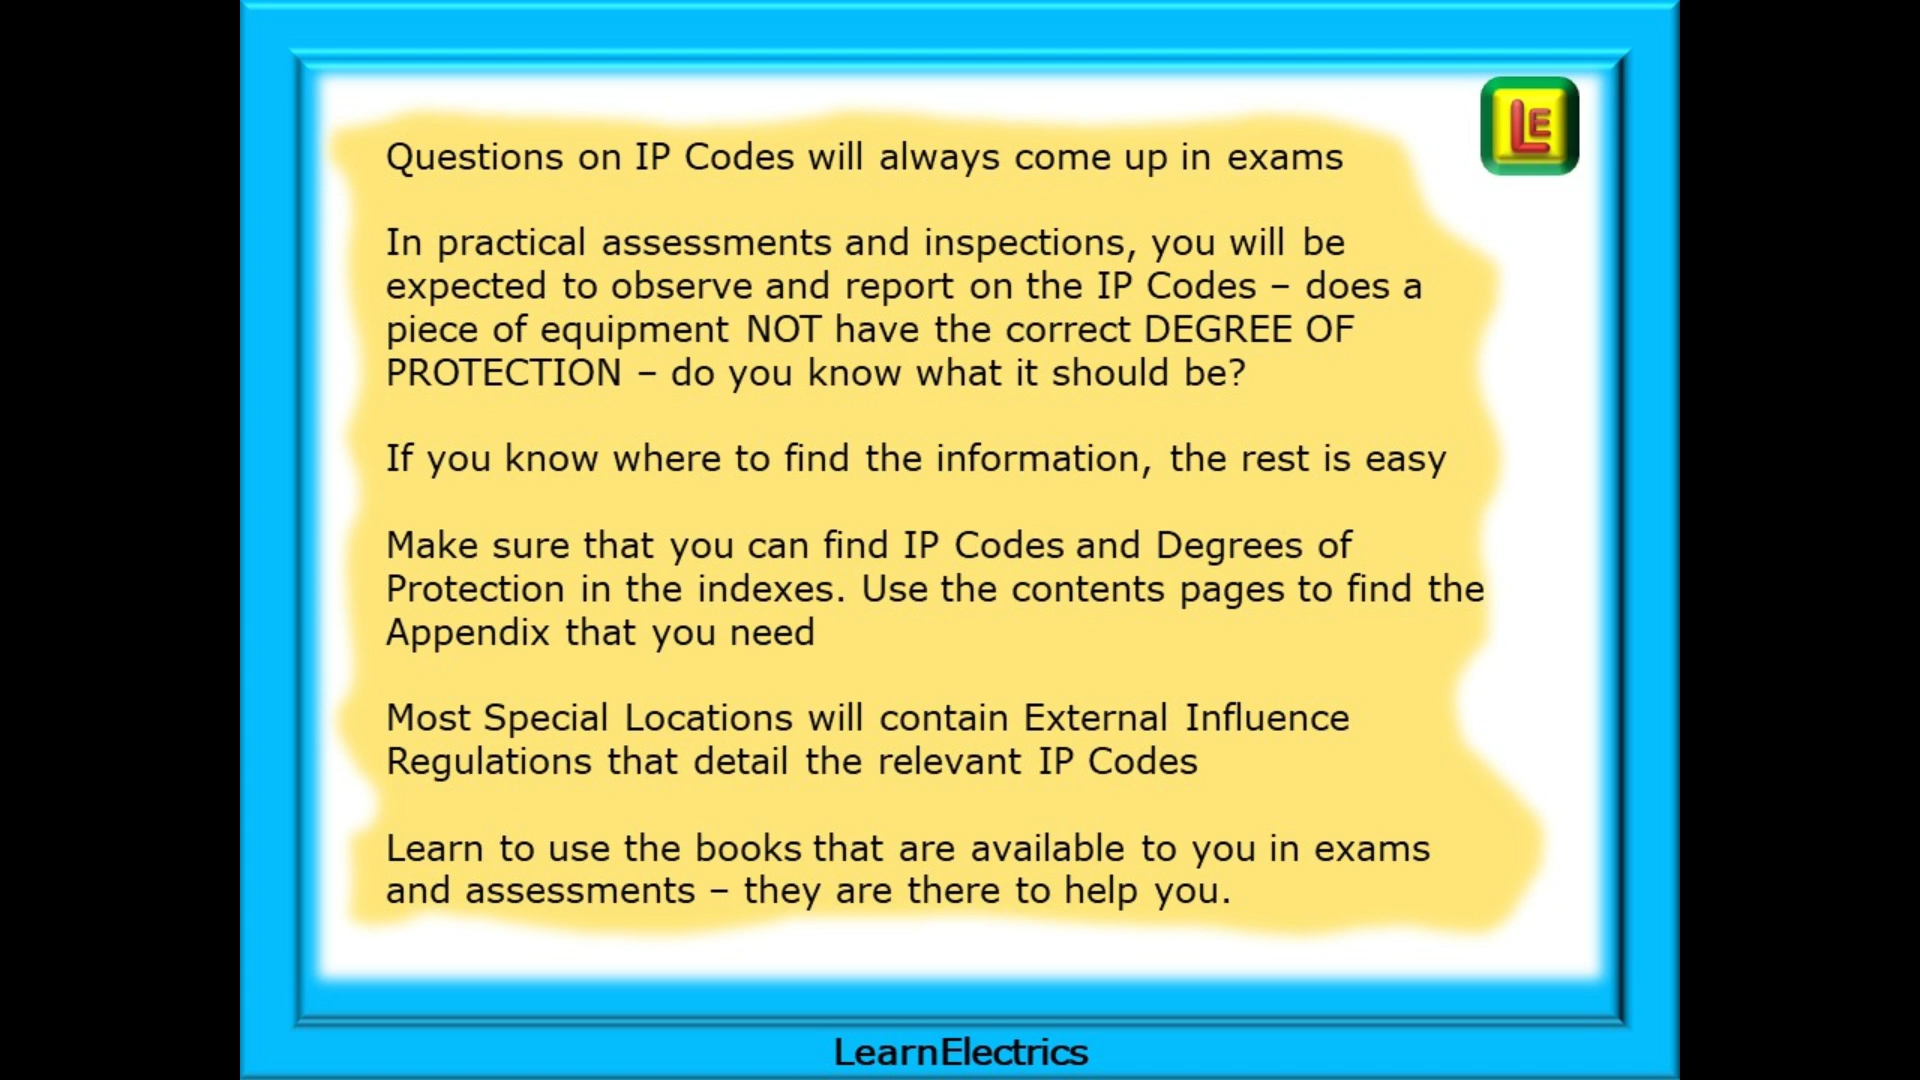 LE
Questions on IP Codes will always come up in exams
In practical assessments and inspections, you will be
expected to observe and report on the IP Codes – does a
piece of equipment NOT have the correct DEGREE OF
PROTECTION – do you know what it should be?
If you know where to find the information, the rest is easy
Make sure that you can find IP Codes and Degrees of
Protection in the indexes. Use the contents pages to find the
Appendix that you need
Most Special Locations will contain External Influence
Regulations that detail the relevant IP Codes
Learn to use the books that are available to you in exams
and assessments – they are there to help you.
LearnElectrics